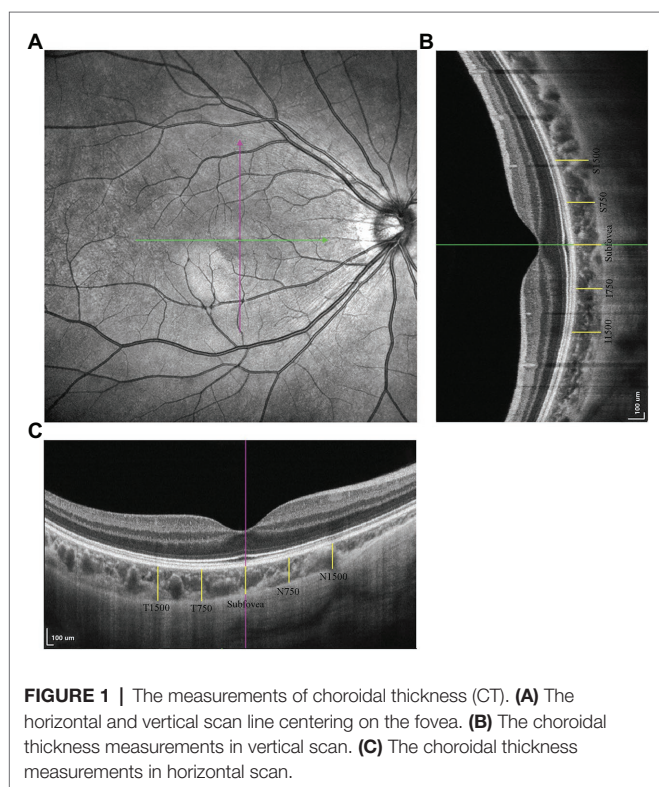 A
B
S1500
S750
Subfovea
I750
I1500
100 um
C
T1500
T750
Subfovea
N750
N1500
100 um
FIGURE 1 | The measurements of choroidal thickness (CT). (A) The
horizontal and vertical scan line centering on the fovea. (B) The choroidal
thickness measurements in vertical scan. (C) The choroidal thickness
measurements in horizontal scan.